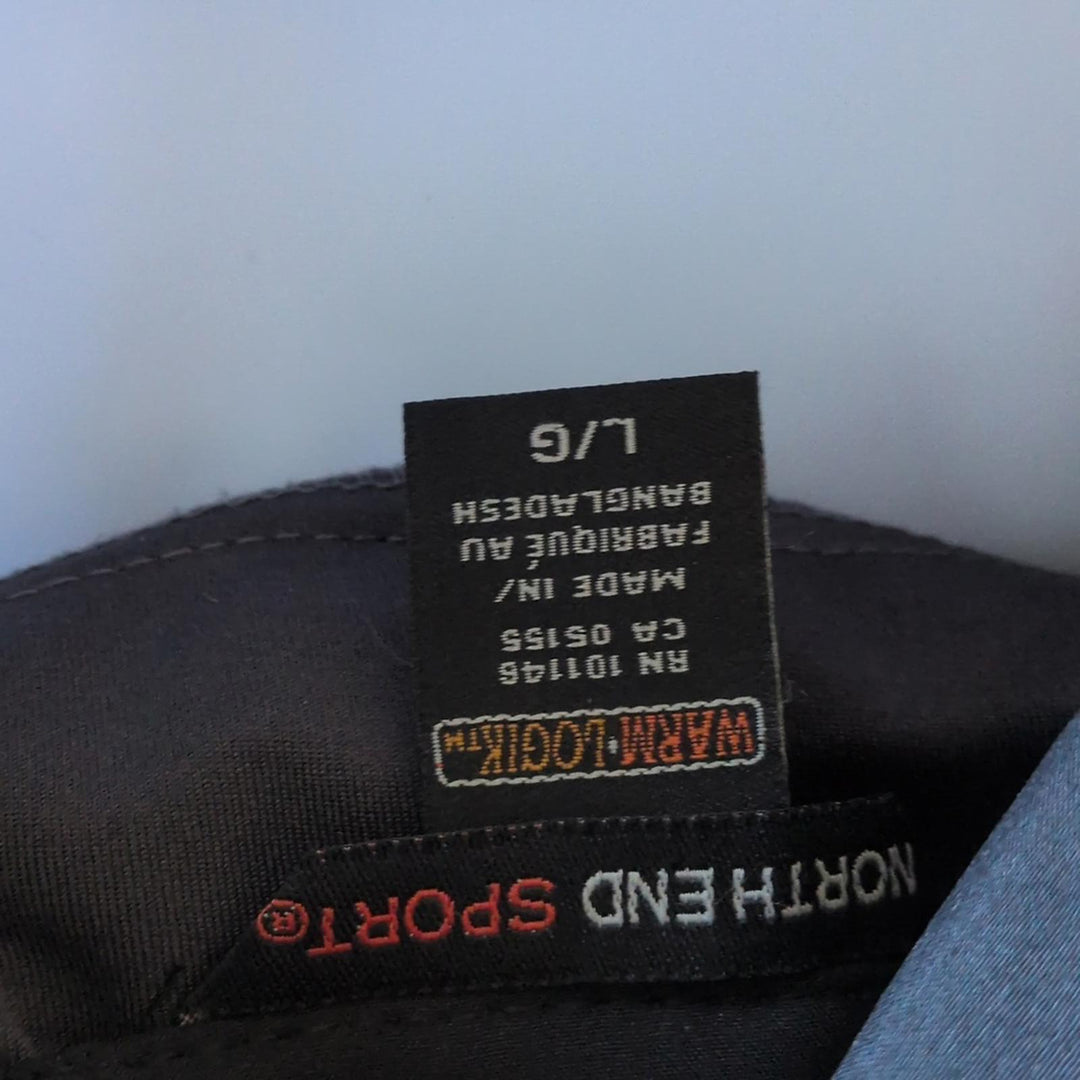 NORTH END SPORT®
WARM+LOGIK™
RN 101146
CA 05155
MADE IN/
FABRIQUÉ AU
BANGLADESH
L/G